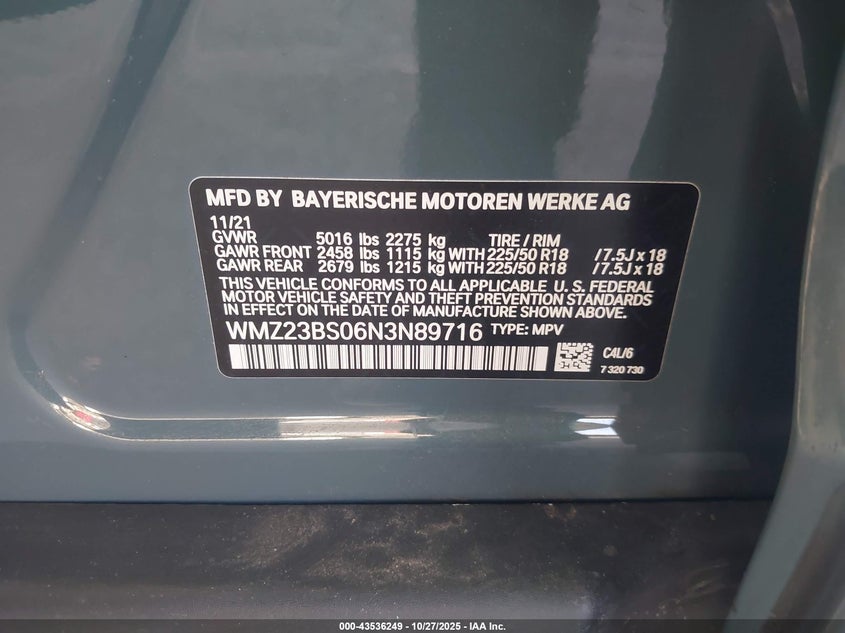 MFD BY BAYERISCHE MOTOREN WERKE AG
11/21
GVWR 5016 lbs 2275 kg TIRE / RIM
GAWR FRONT 2458 lbs 1115 kg WITH 225/50 R18 /7.5J x 18
GAWR REAR 2679 lbs 1215 kg WITH 225/50 R18 /7.5J x 18
THIS VEHICLE CONFORMS TO ALL APPLICABLE U. S. FEDERAL
MOTOR VEHICLE SAFETY AND THEFT PREVENTION STANDARDS
IN EFFECT ON THE DATE OF MANUFACTURE SHOWN ABOVE.
WMZ23BS06N3N89716 TYPE: MPV
C4L/6
7 320 730
000-43536249 - 10/27/2025 - IAA Inc.